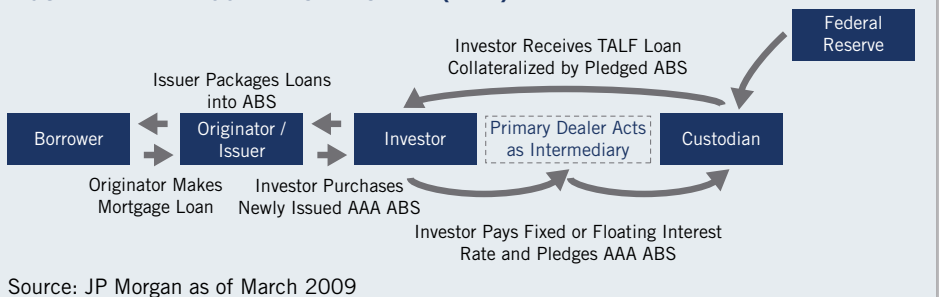 Federal
Reserve
Investor Receives TALF Loan
Collateralized by Pledged ABS
Issuer Packages Loans
into ABS
Borrower
Originator /
Issuer
Investor
Primary Dealer Acts
as Intermediary
Custodian
Originator Makes
Mortgage Loan
Investor Purchases
Newly Issued AAA ABS
Investor Pays Fixed or Floating Interest
Rate and Pledges AAA ABS
Source: JP Morgan as of March 2009